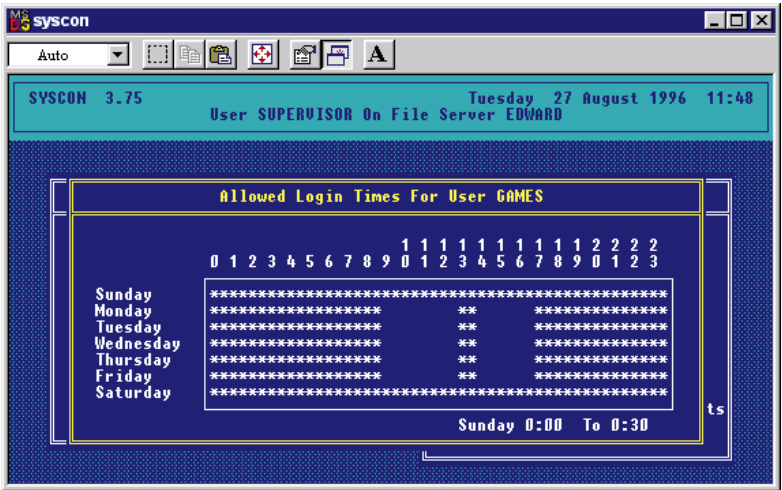 syscon
Auto
A
SYSCON 3.75 Tuesday 27 August 1996 11:48
User SUPERVISOR On File Server EDWARD
Allowed Login Times For User GAMES
1 1 1 1 1 1 1 1 1 1 2 2 2 2
0 1 2 3 4 5 6 7 8 9 0 1 2 3 4 5 6 7 8 9 0 1 2 3
Sunday ************************************************
Monday ******************        **      **************
Tuesday ******************        **      **************
Wednesday ******************        **      **************
Thursday ******************        **      **************
Friday ******************        **      **************
Saturday ************************************************
ts
Sunday 0:00 To 0:30